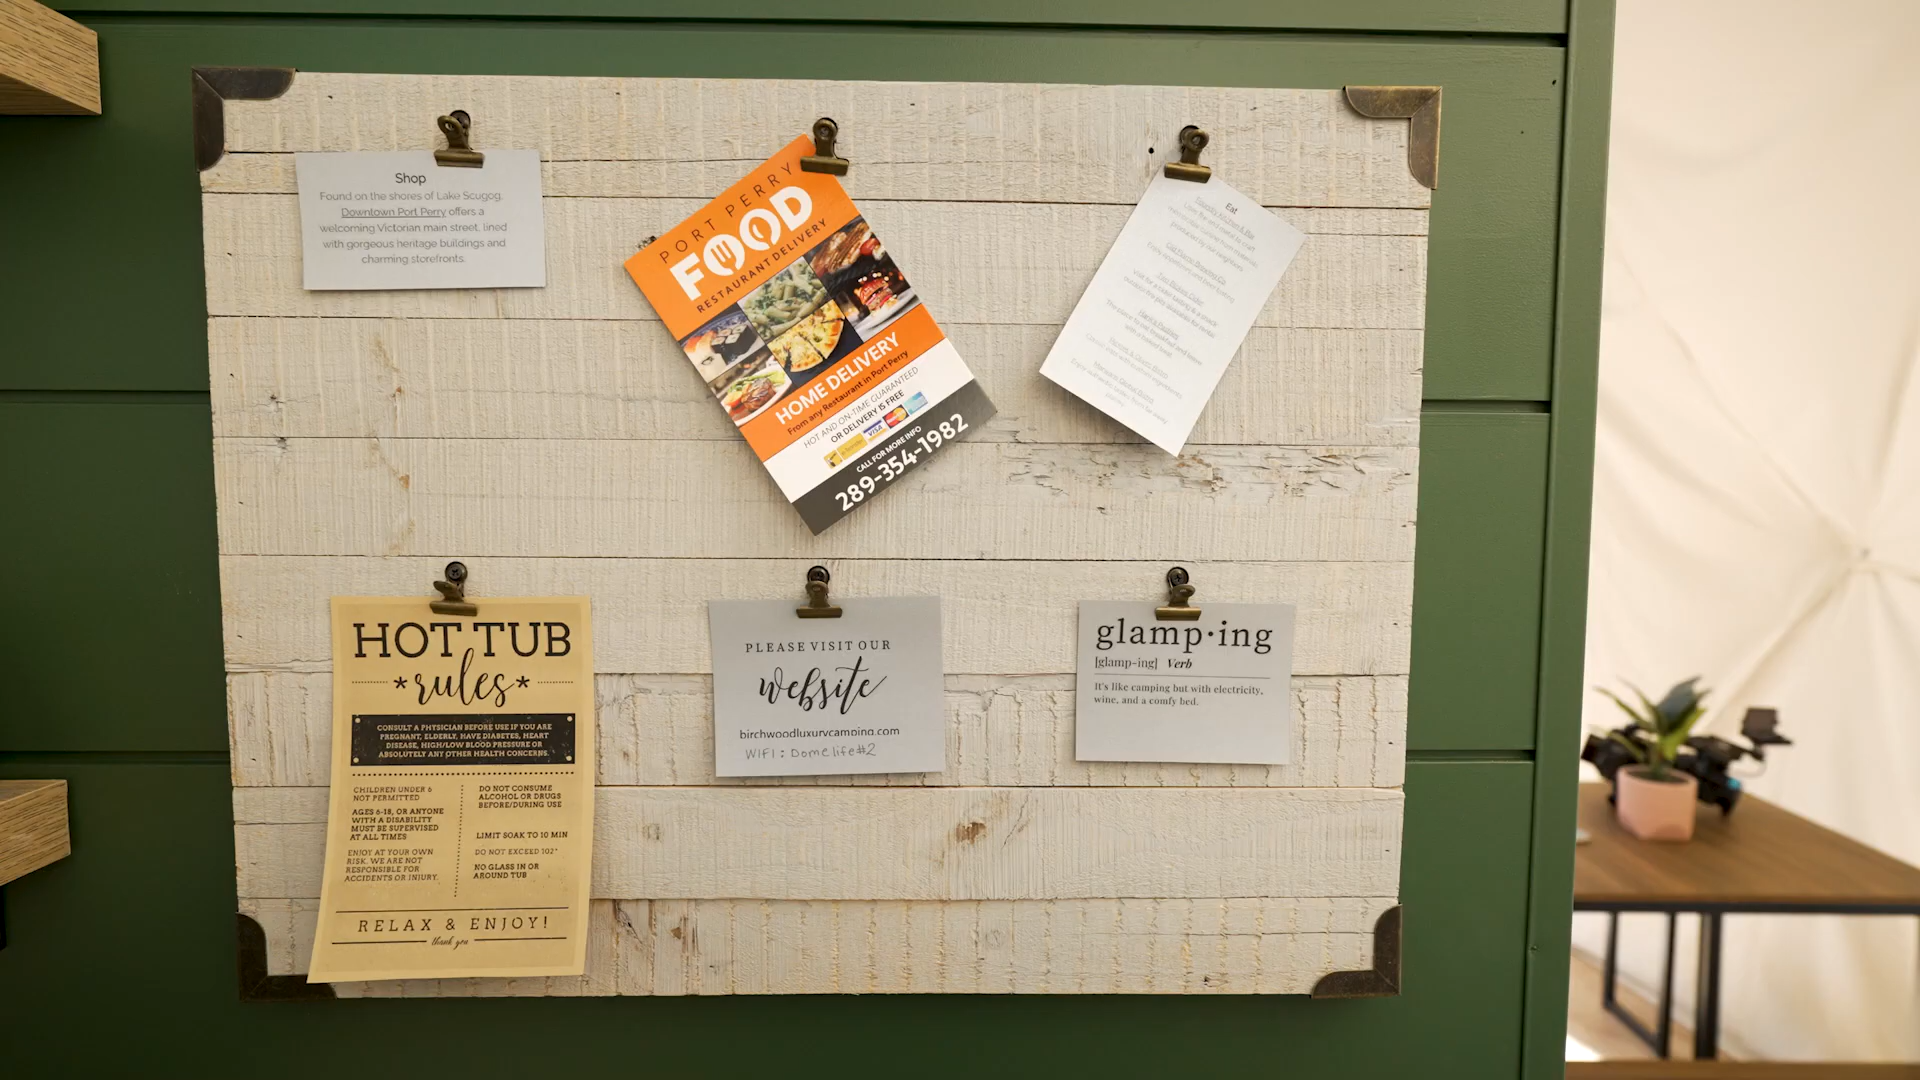 Shop
Found on the shores of Lake Scugog,
Downtown Port Perry offers a
welcoming Victorian main street, lined
with gorgeous heritage buildings and
charming storefronts.
PORT PERRY
FOOD
RESTAURANT DELIVERY
HOME DELIVERY
From any Restaurant in Port Perry
HOT AND ON-TIME GUARANTEED
OR DELIVERY IS FREE
VISA
CALL FOR MORE INFO
289-354-1982
Eat
HOT TUB
*rules*
CONSULT A PHYSICIAN BEFORE USE IF YOU ARE
PREGNANT, ELDERLY, HAVE DIABETES, HEART
DISEASE, HIGH/LOW BLOOD PRESSURE OR
ABSOLUTELY ANY OTHER HEALTH CONCERNS.
CHILDREN UNDER 6
NOT PERMITTED
AGES 6-18, OR ANYONE
WITH A DISABILITY
MUST BE SUPERVISED
AT ALL TIMES
ENJOY AT YOUR OWN
RISK. WE ARE NOT
RESPONSIBLE FOR
ACCIDENTS OR INJURY.
DO NOT CONSUME
ALCOHOL OR DRUGS
BEFORE/DURING USE
LIMIT SOAK TO 10 MIN
DO NOT EXCEED 102°
NO GLASS IN OR
AROUND TUB
RELAX & ENJOY!
thank you
PLEASE VISIT OUR
website
birchwoodluxurycamping.com
WIFI: Domelife#2
glamp·ing
[glamp-ing] Verb
It's like camping but with electricity,
wine, and a comfy bed.